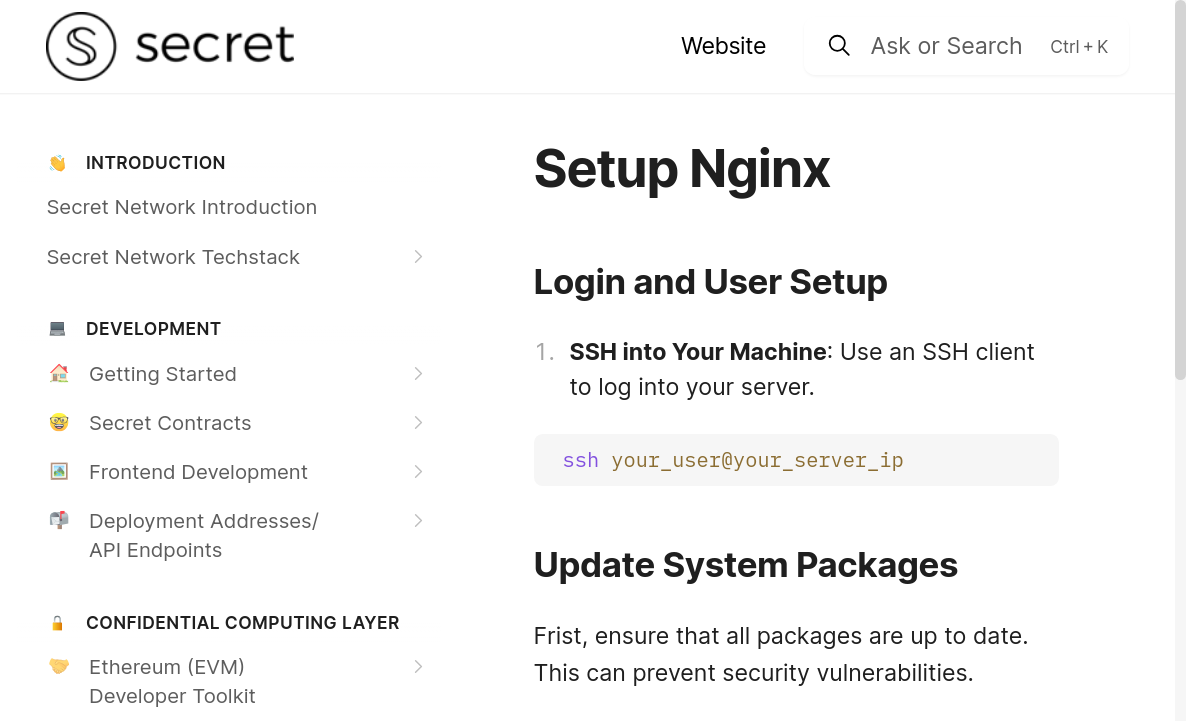 secret
Website
Ask or Search
Ctrl + K
INTRODUCTION
Secret Network Introduction
Secret Network Techstack
DEVELOPMENT
Getting Started
Secret Contracts
Frontend Development
Deployment Addresses/
API Endpoints
CONFIDENTIAL COMPUTING LAYER
Ethereum (EVM)
Developer Toolkit
Setup Nginx
Login and User Setup
1. SSH into Your Machine: Use an SSH client
to log into your server.
ssh your_user@your_server_ip
Update System Packages
Frist, ensure that all packages are up to date.
This can prevent security vulnerabilities.